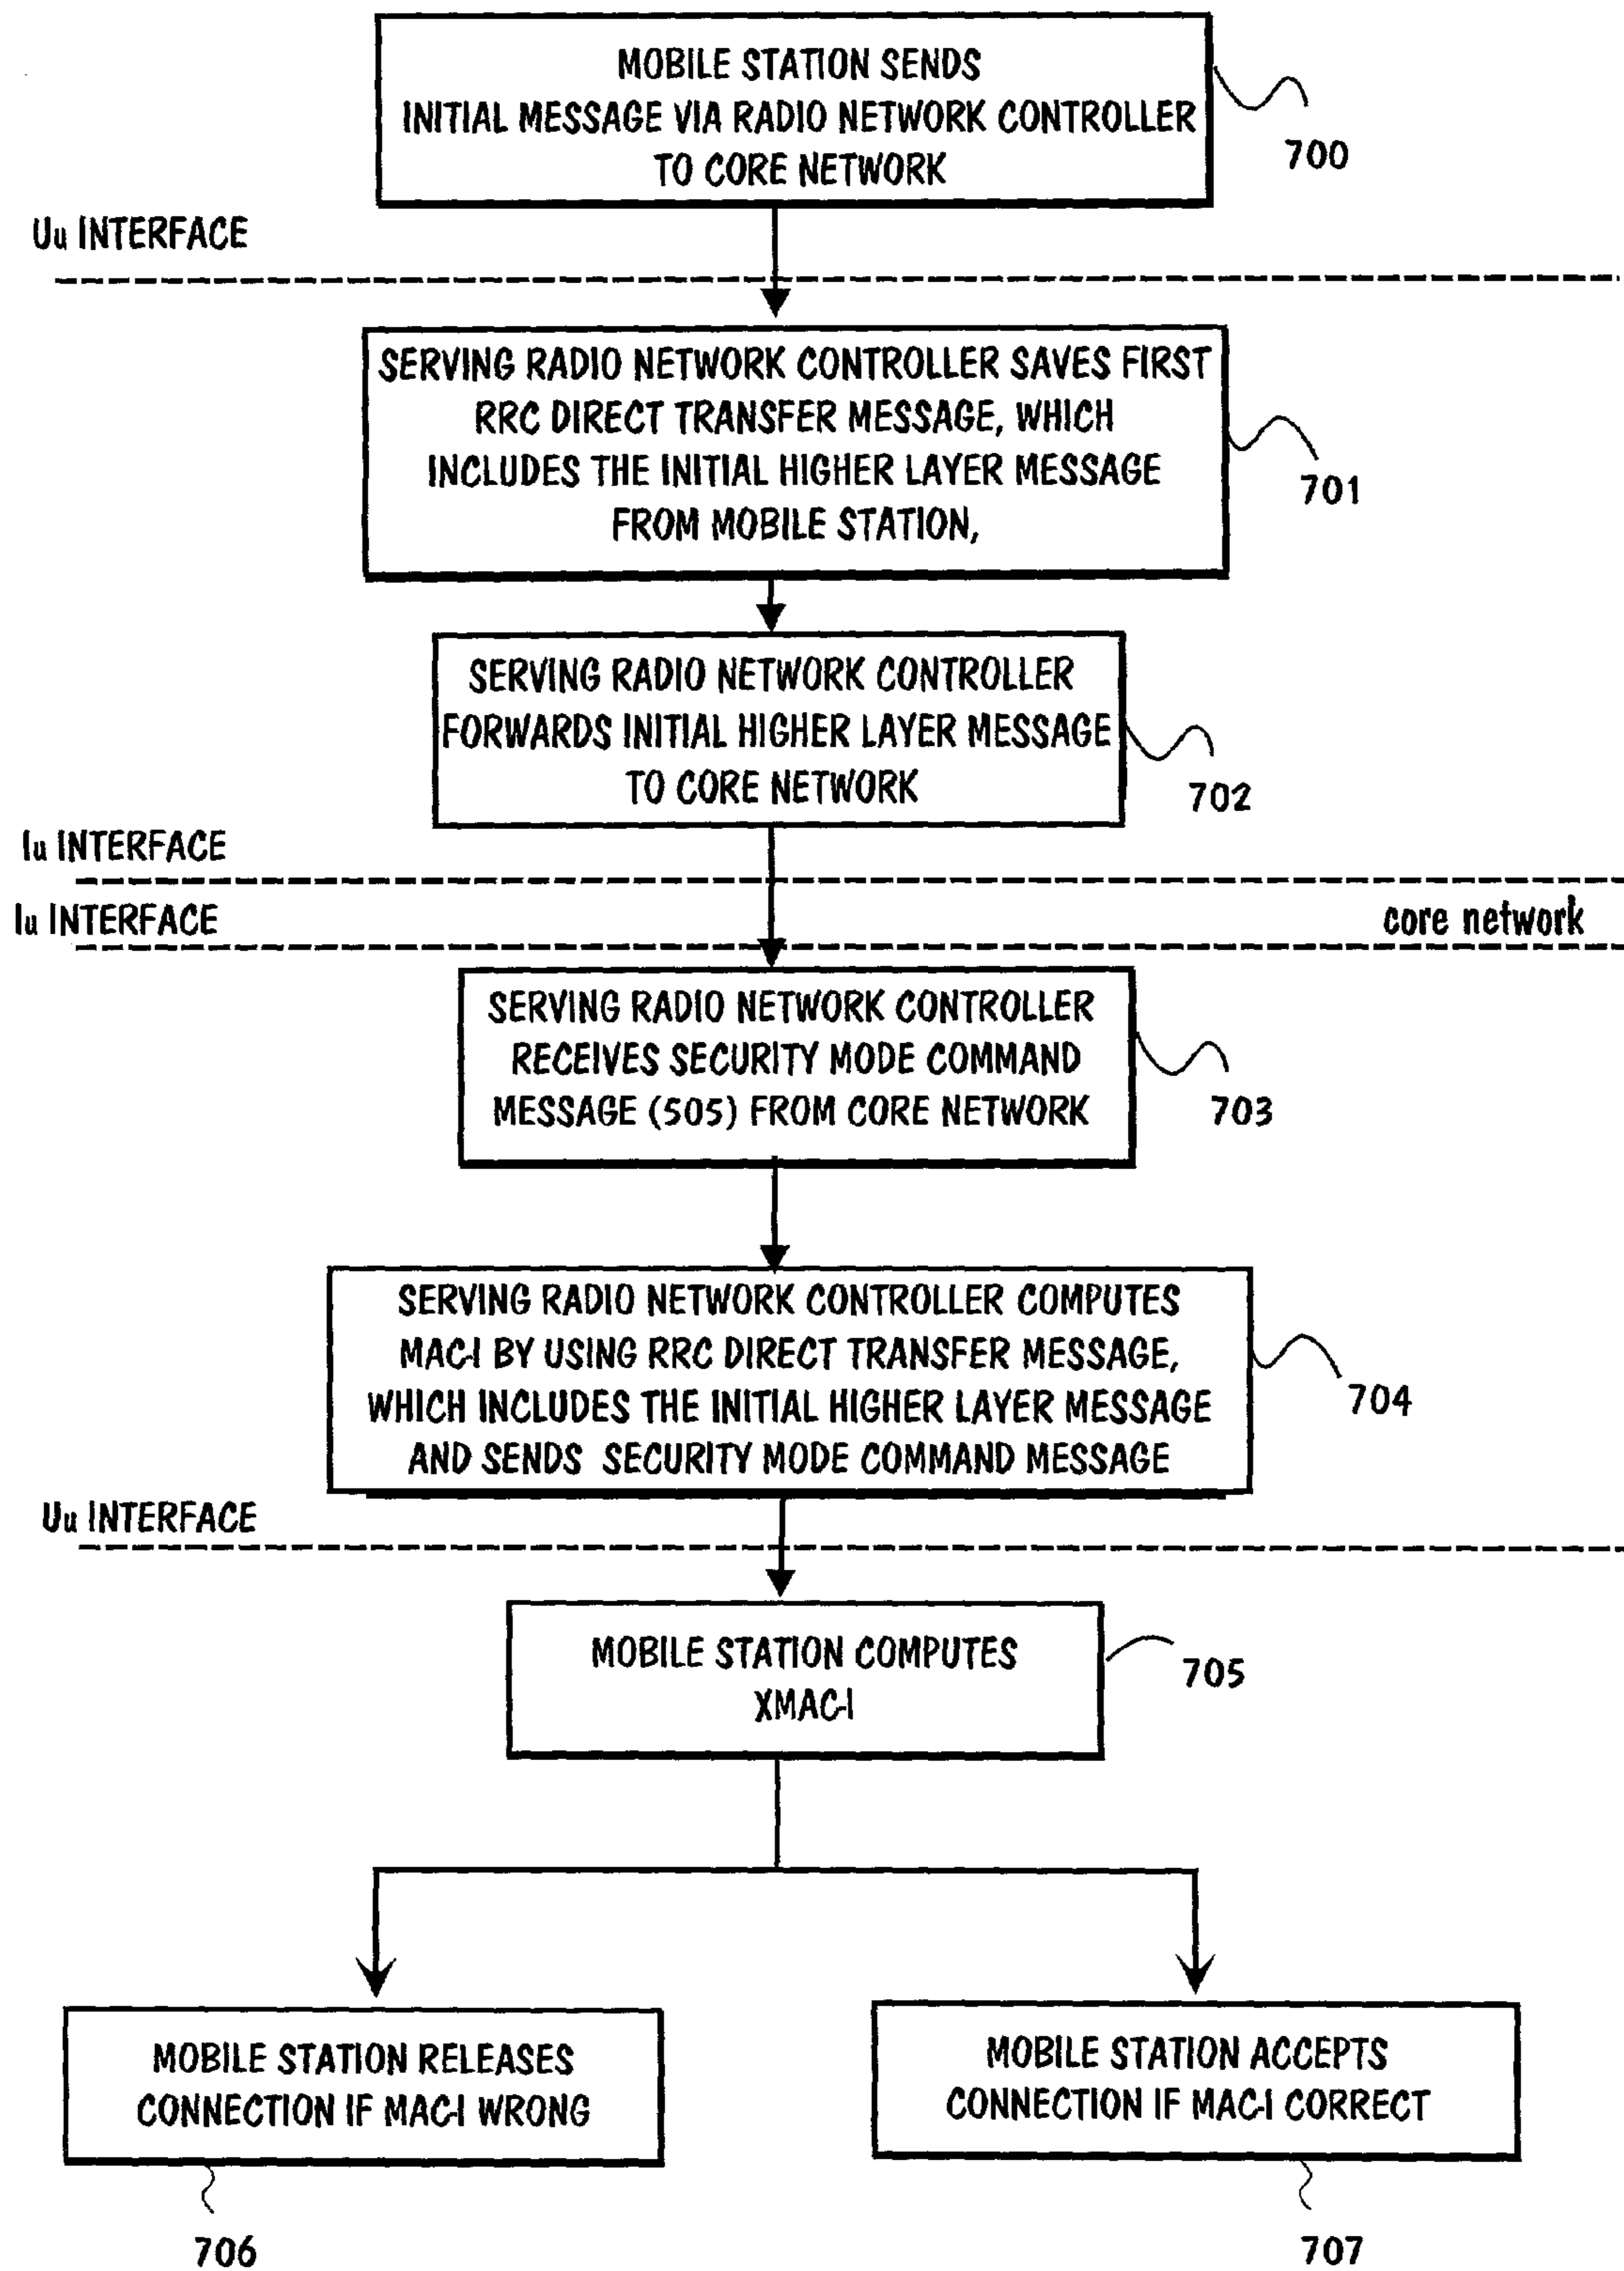 MOBILE STATION SENDS
INITIAL MESSAGE VIA RADIO NETWORK CONTROLLER
TO CORE NETWORK
700
Uu INTERFACE
SERVING RADIO NETWORK CONTROLLER SAVES FIRST
RRC DIRECT TRANSFER MESSAGE, WHICH
INCLUDES THE INITIAL HIGHER LAYER MESSAGE
FROM MOBILE STATION,
701
SERVING RADIO NETWORK CONTROLLER
FORWARDS INITIAL HIGHER LAYER MESSAGE
TO CORE NETWORK
702
Iu INTERFACE
Iu INTERFACE
core network
SERVING RADIO NETWORK CONTROLLER
RECEIVES SECURITY MODE COMMAND
MESSAGE (505) FROM CORE NETWORK
703
SERVING RADIO NETWORK CONTROLLER COMPUTES
MAC-I BY USING RRC DIRECT TRANSFER MESSAGE,
WHICH INCLUDES THE INITIAL HIGHER LAYER MESSAGE
AND SENDS SECURITY MODE COMMAND MESSAGE
704
Uu INTERFACE
MOBILE STATION COMPUTES
XMAC-I
705
MOBILE STATION RELEASES
CONNECTION IF MAC-I WRONG
706
MOBILE STATION ACCEPTS
CONNECTION IF MAC-I CORRECT
707